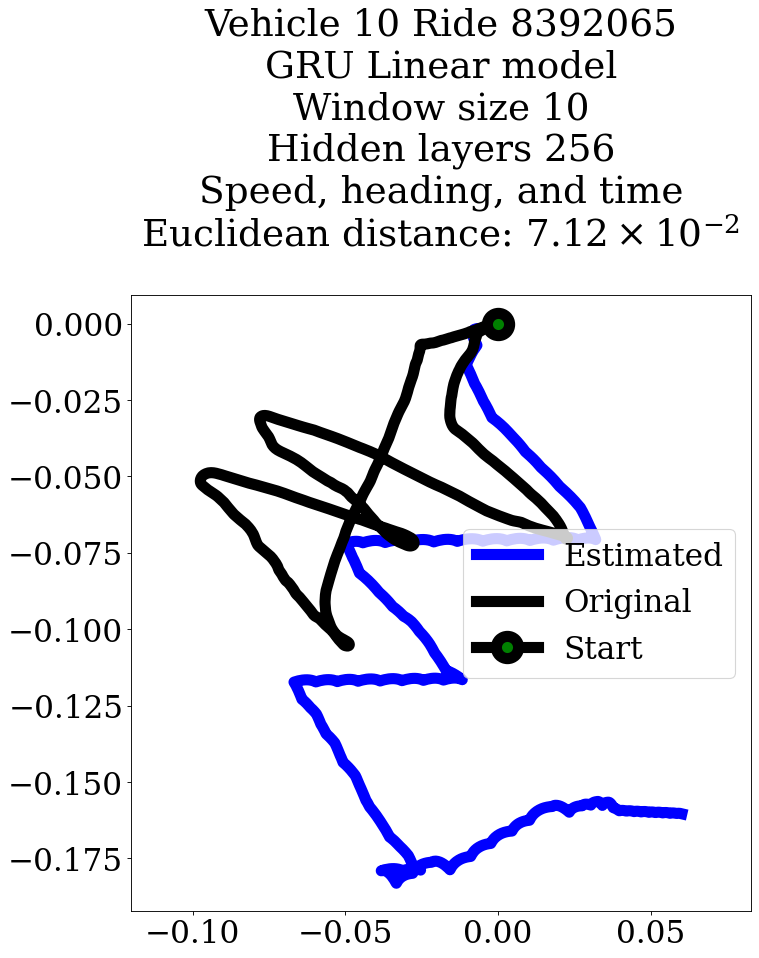 Vehicle 10 Ride 8392065
GRU Linear model
Window size 10
Hidden layers 256
Speed, heading, and time
Euclidean distance: 7.12 × 10⁻²
0.000
−0.025
−0.050
−0.075
−0.100
−0.125
−0.150
−0.175
Estimated
Original
Start
−0.10
−0.05
0.00
0.05